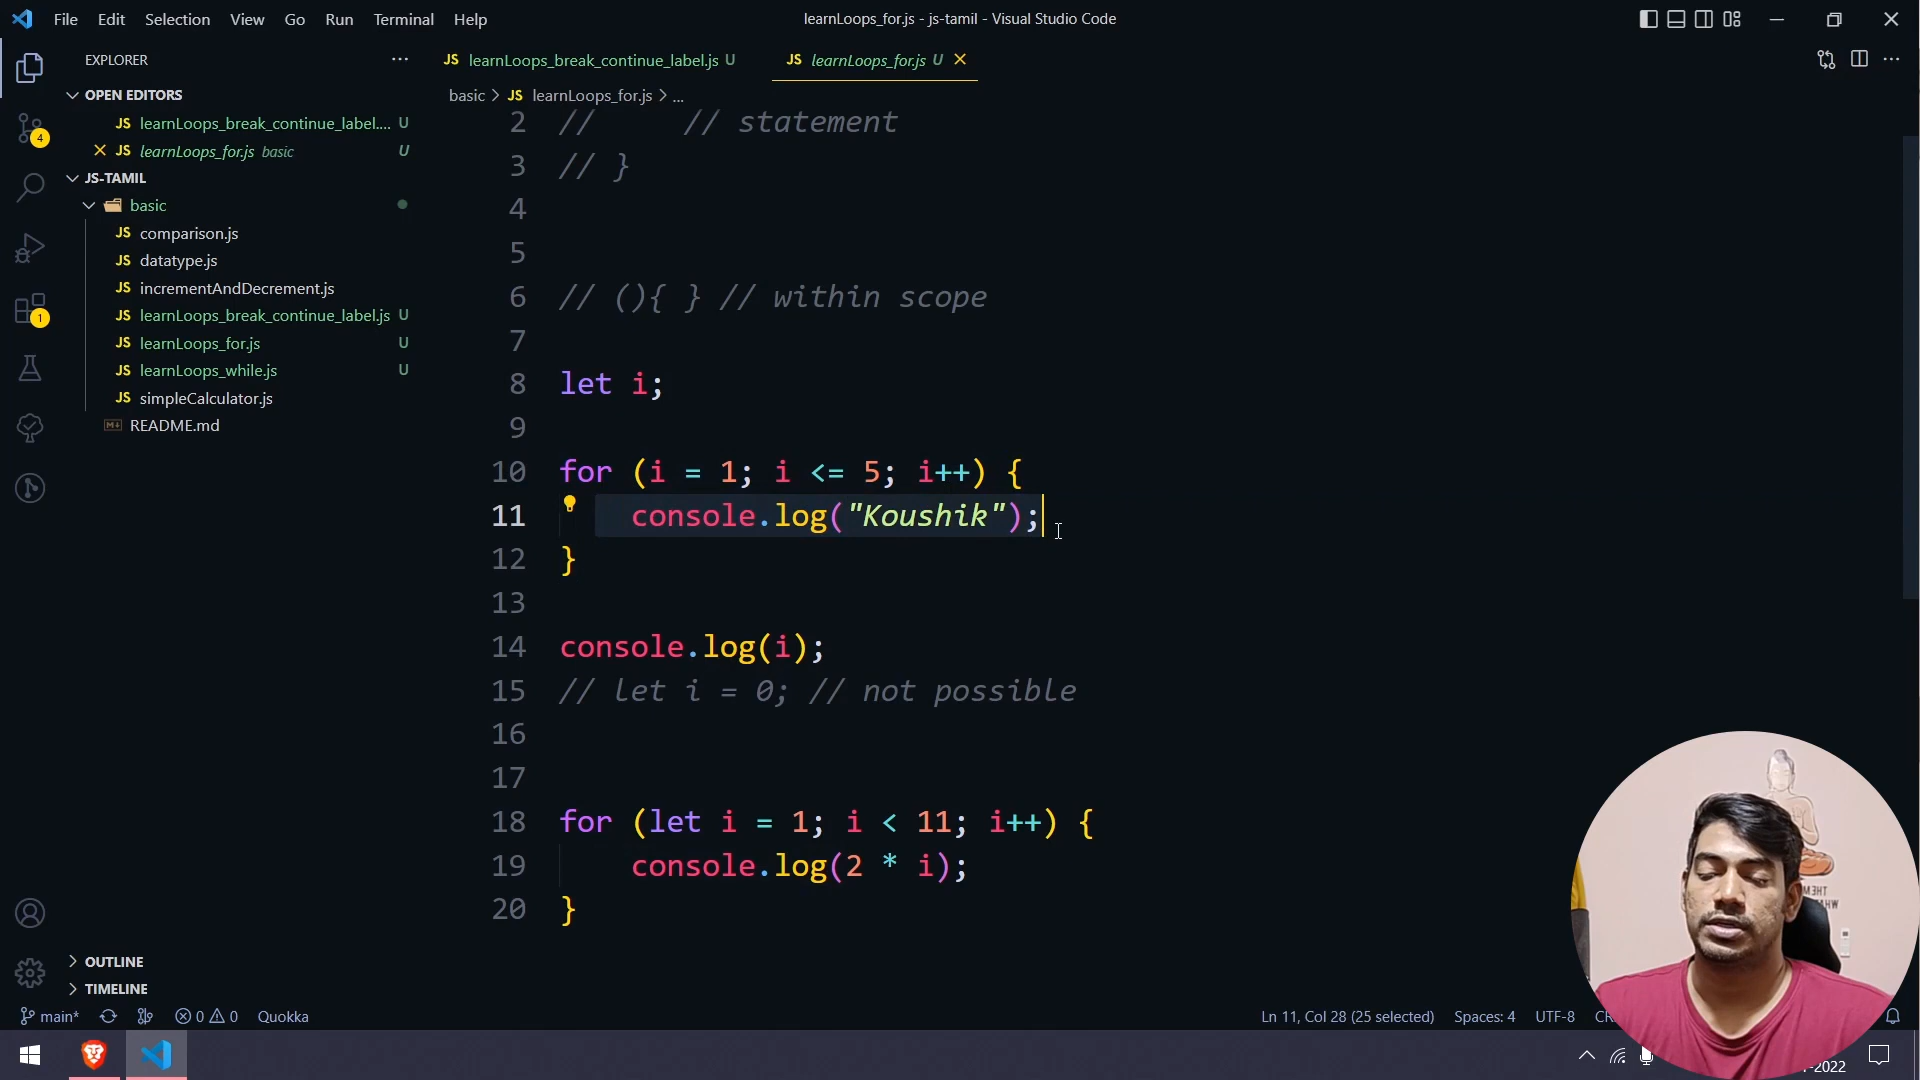 File Edit Selection View Go Run Terminal Help
learnLoops_for.js - js-tamil - Visual Studio Code
EXPLORER
OPEN EDITORS
JS learnLoops_break_continue_label.... U
JS learnLoops_for.js basic U
JS-TAMIL
basic
JS comparison.js
JS datatype.js
JS incrementAndDecrement.js
JS learnLoops_break_continue_label.js U
JS learnLoops_for.js U
JS learnLoops_while.js U
JS simpleCalculator.js
README.md
OUTLINE
TIMELINE
4
1
JS learnLoops_break_continue_label.js U
JS learnLoops_for.js U
basic > JS learnLoops_for.js > ...
2 // // statement
3 // }
4
5
6 // (){ } // within scope
7
8 let i;
9
10 for (i = 1; i <= 5; i++) {
11 console.log("Koushik");
12 }
13
14 console.log(i);
15 // let i = 0; // not possible
16
17
18 for (let i = 1; i < 11; i++) {
19 console.log(2 * i);
20 }
main* 0 0 Quokka
Ln 11, Col 28 (25 selected) Spaces: 4 UTF-8
-2022